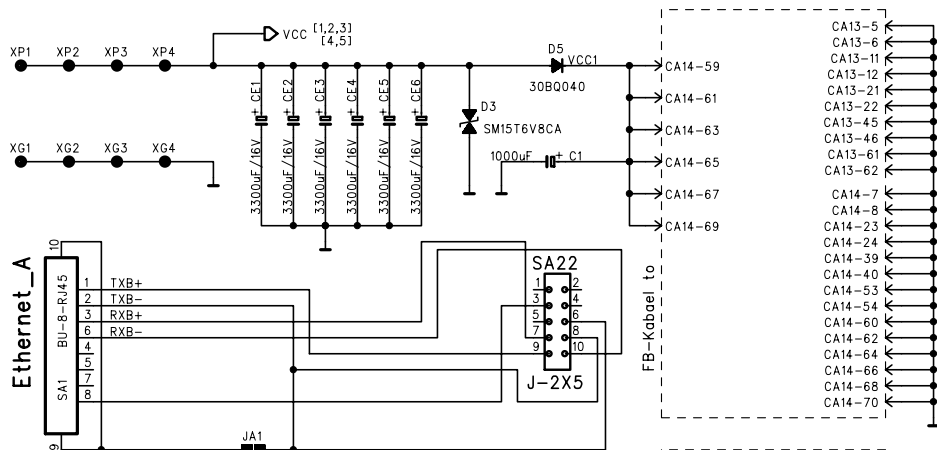 VCC [1,2,3]
[4,5]
XP1 XP2 XP3 XP4
D5
VCC1
30BQ040
+ CE1
+ CE2
+ CE3
+ CE4
+ CE5
+ CE6
3300uF/16V
3300uF/16V
3300uF/16V
3300uF/16V
3300uF/16V
3300uF/16V
D3
SM15T6V8CA
XG1 XG2 XG3 XG4
1000uF + C1
CA14-59
CA14-61
CA14-63
CA14-65
CA14-67
CA14-69
FB-Kabael to
CA13-5
CA13-6
CA13-11
CA13-12
CA13-21
CA13-22
CA13-45
CA13-46
CA13-61
CA13-62
CA14-7
CA14-8
CA14-23
CA14-24
CA14-39
CA14-40
CA14-53
CA14-54
CA14-60
CA14-62
CA14-64
CA14-66
CA14-68
CA14-70
Ethernet_A
10
BU-8-RJ45
SA1
9
1 TXB+
2 TXB-
3 RXB+
6 RXB-
4
5
7
8
JA1
SA22
1 2
3 4
5 6
7 8
9 10
J-2X5